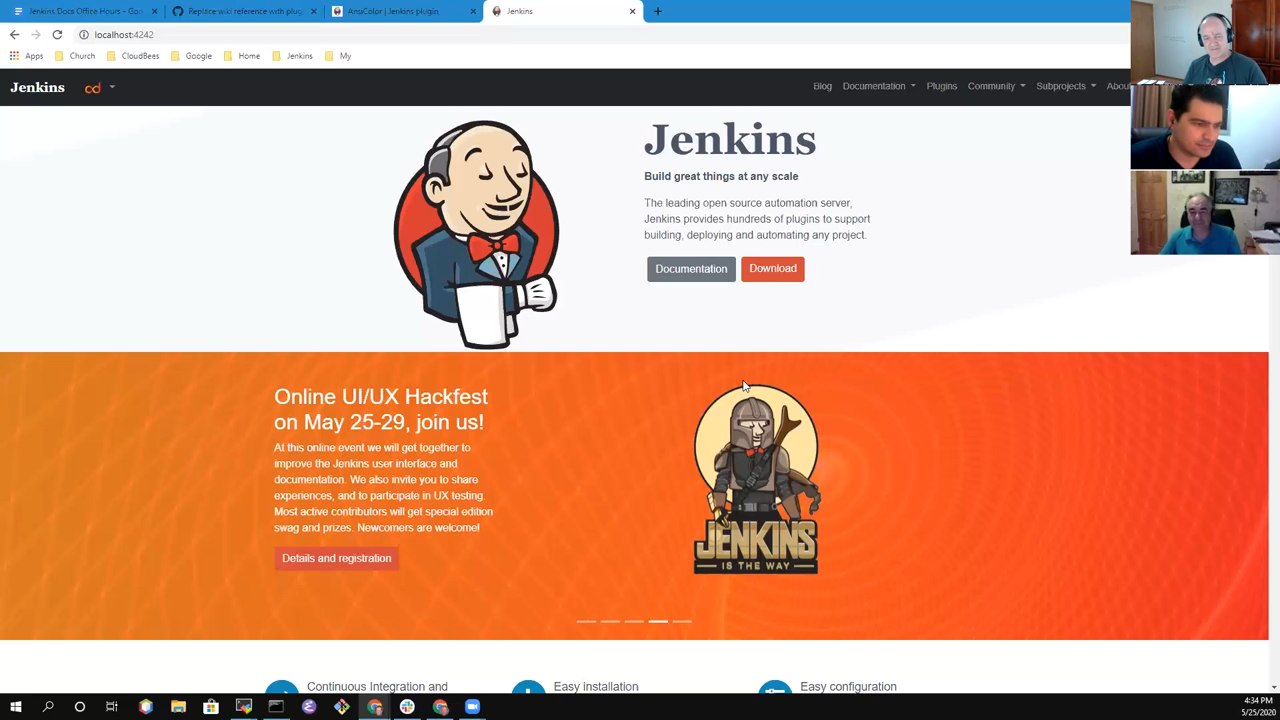 Jenkins Docs Office Hours - Goo
Replace wiki reference with plug
AnsiColor | Jenkins plugin
Jenkins
localhost:4242
Apps
Church
CloudBees
Google
Home
Jenkins
My
Jenkins
cd
Blog
Documentation
Plugins
Community
Subprojects
Abou
Jenkins
Build great things at any scale
The leading open source automation server,
Jenkins provides hundreds of plugins to support
building, deploying and automating any project.
Documentation
Download
Online UI/UX Hackfest
on May 25-29, join us!
At this online event we will get together to
improve the Jenkins user interface and
documentation. We also invite you to share
experiences, and to participate in UX testing.
Most active contributors will get special edition
swag and prizes. Newcomers are welcome!
Details and registration
JENKINS
IS THE WAY
Continuous Integration and
Easy installation
Easy configuration
4:34 PM
5/25/2020